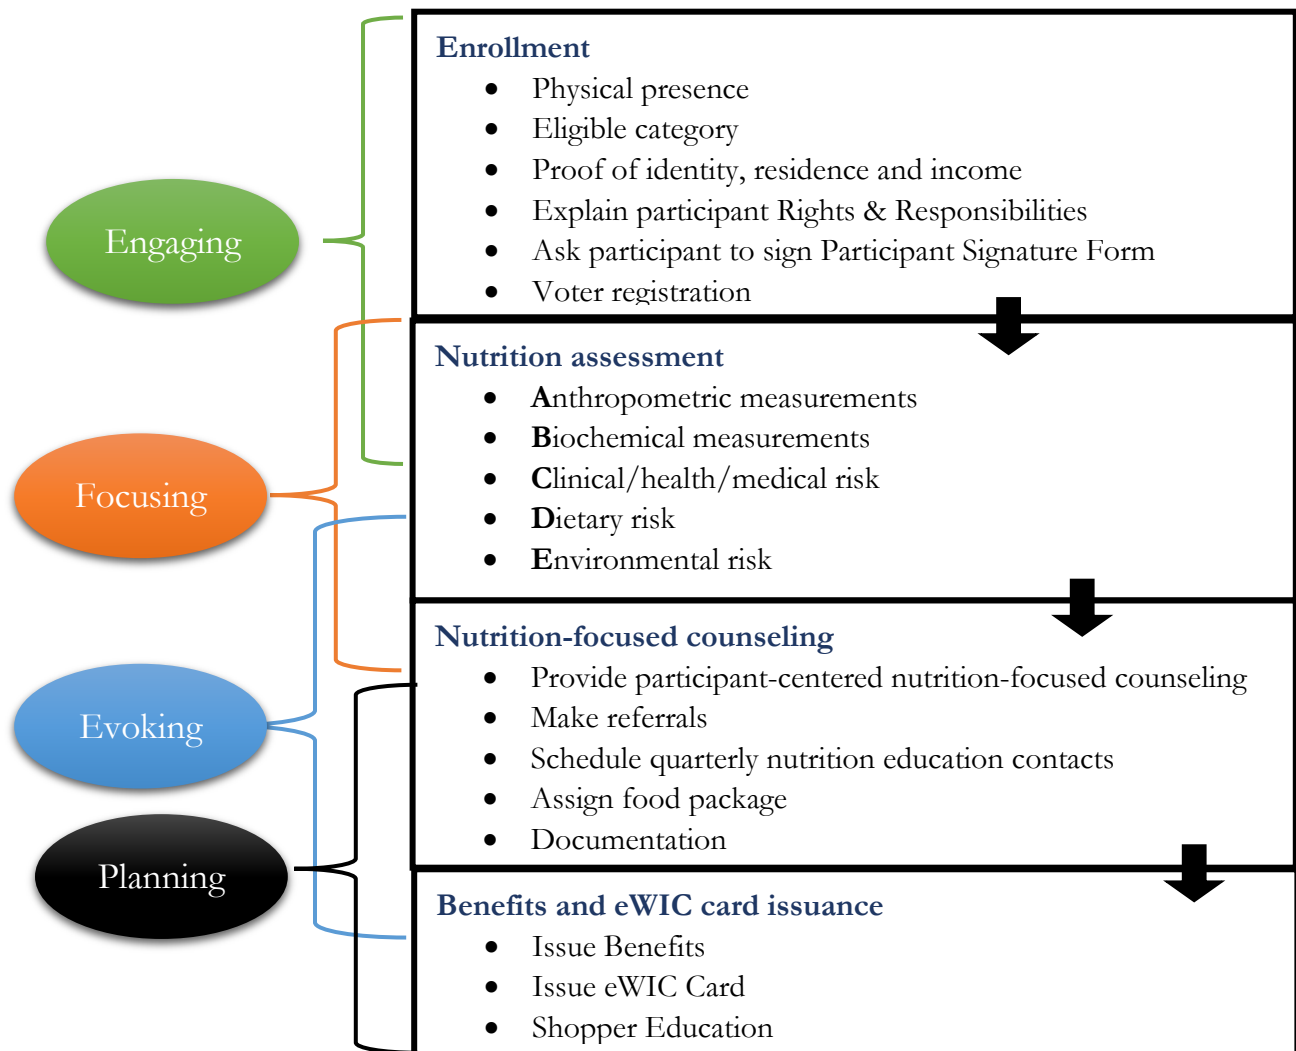 Enrollment
• Physical presence
• Eligible category
• Proof of identity, residence and income
• Explain participant Rights & Responsibilities
• Ask participant to sign Participant Signature Form
• Voter registration
Engaging
Nutrition assessment
• Anthropometric measurements
• Biochemical measurements
• Clinical/health/medical risk
• Dietary risk
• Environmental risk
Focusing
Nutrition-focused counseling
• Provide participant-centered nutrition-focused counseling
• Make referrals
• Schedule quarterly nutrition education contacts
• Assign food package
• Documentation
Evoking
Planning
Benefits and eWIC card issuance
• Issue Benefits
• Issue eWIC Card
• Shopper Education